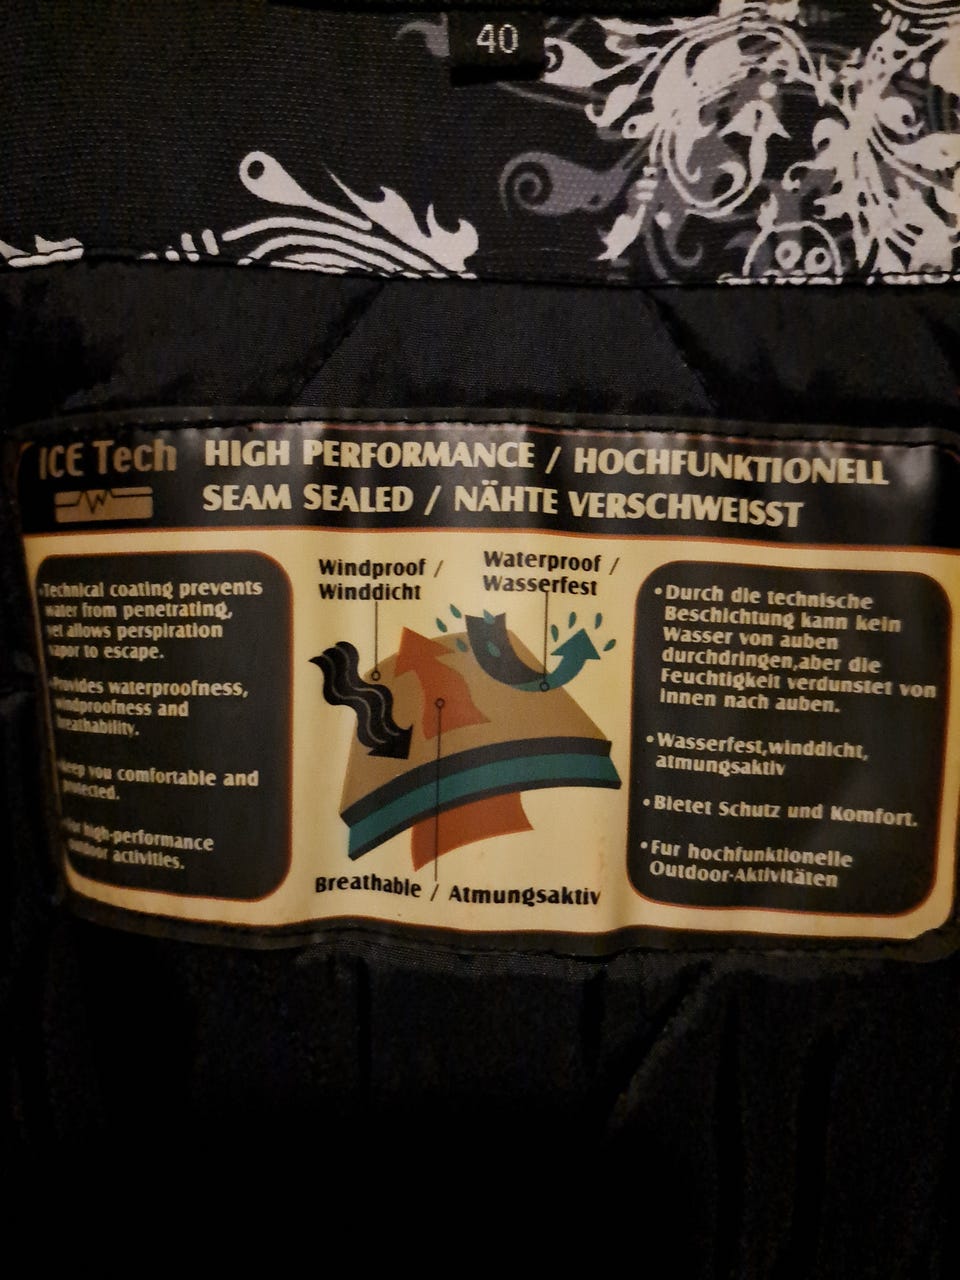 40
ICE Tech
HIGH PERFORMANCE / HOCHFUNKTIONELL
SEAM SEALED / NÄHTE VERSCHWEISST
•Technical coating prevents
water from penetrating,
yet allows perspiration
vapor to escape.
Provides waterproofness,
windproofness and
breathability.
Keep you comfortable and
protected.
For high-performance
outdoor activities.
Windproof /
Winddicht
Waterproof /
Wasserfest
Breathable / Atmungsaktiv
•Durch die technische
Beschichtung kann kein
Wasser von auben
durchdringen,aber die
Feuchtigkeit verdunstet von
innen nach auben.
•Wasserfest,winddicht,
atmungsaktiv
•Bietet Schutz und Komfort.
•Fur hochfunktionelle
Outdoor-Aktivitäten